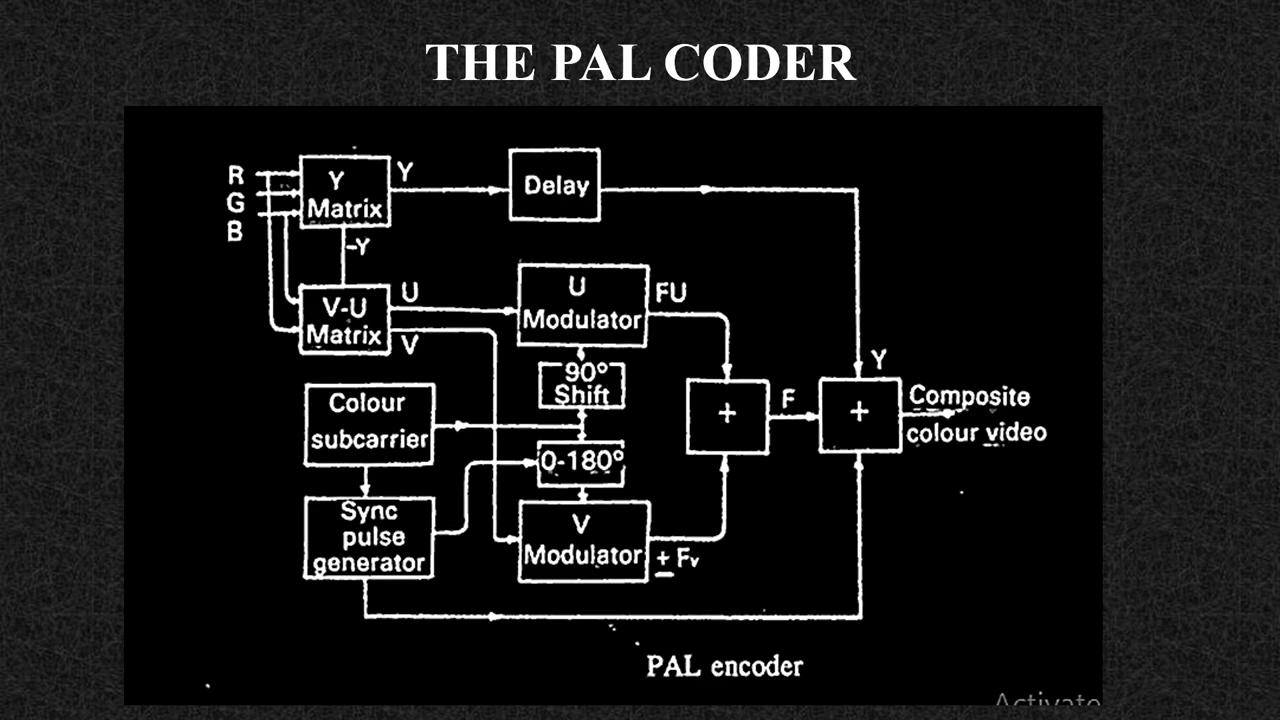 THE PAL CODER
R
G
B
Y
Matrix
Y
Delay
-Y
V-U
Matrix
U
V
U
Modulator
FU
90°
Shift
Colour
subcarrier
0-180°
Sync
pulse
generator
V
Modulator
+ Fv
+
F
Y
+
Composite
colour video
PAL encoder
Activate